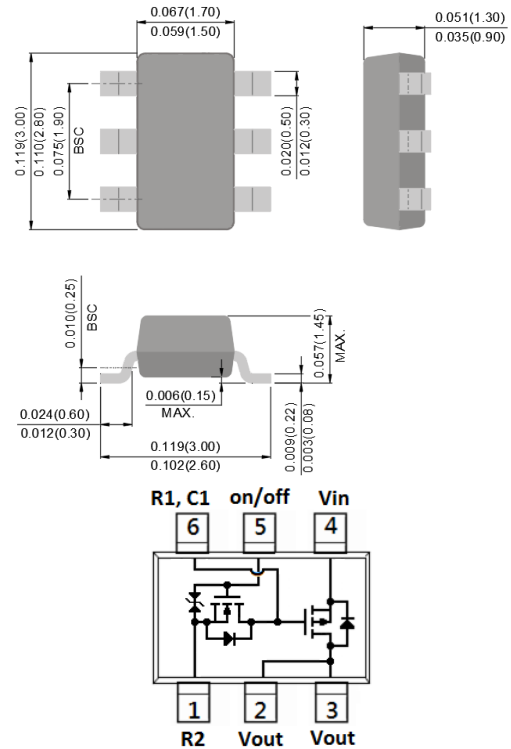 0.067(1.70)
0.059(1.50)
0.051(1.30)
0.035(0.90)
0.119(3.00)
0.110(2.80)
0.075(1.90)
BSC
0.020(0.50)
0.012(0.30)
0.010(0.25)
BSC
0.057(1.45)
MAX.
0.006(0.15)
MAX.
0.024(0.60)
0.012(0.30)
0.009(0.22)
0.003(0.08)
0.119(3.00)
0.102(2.60)
R1, C1 on/off Vin
6 5 4
1 2 3
R2 Vout Vout